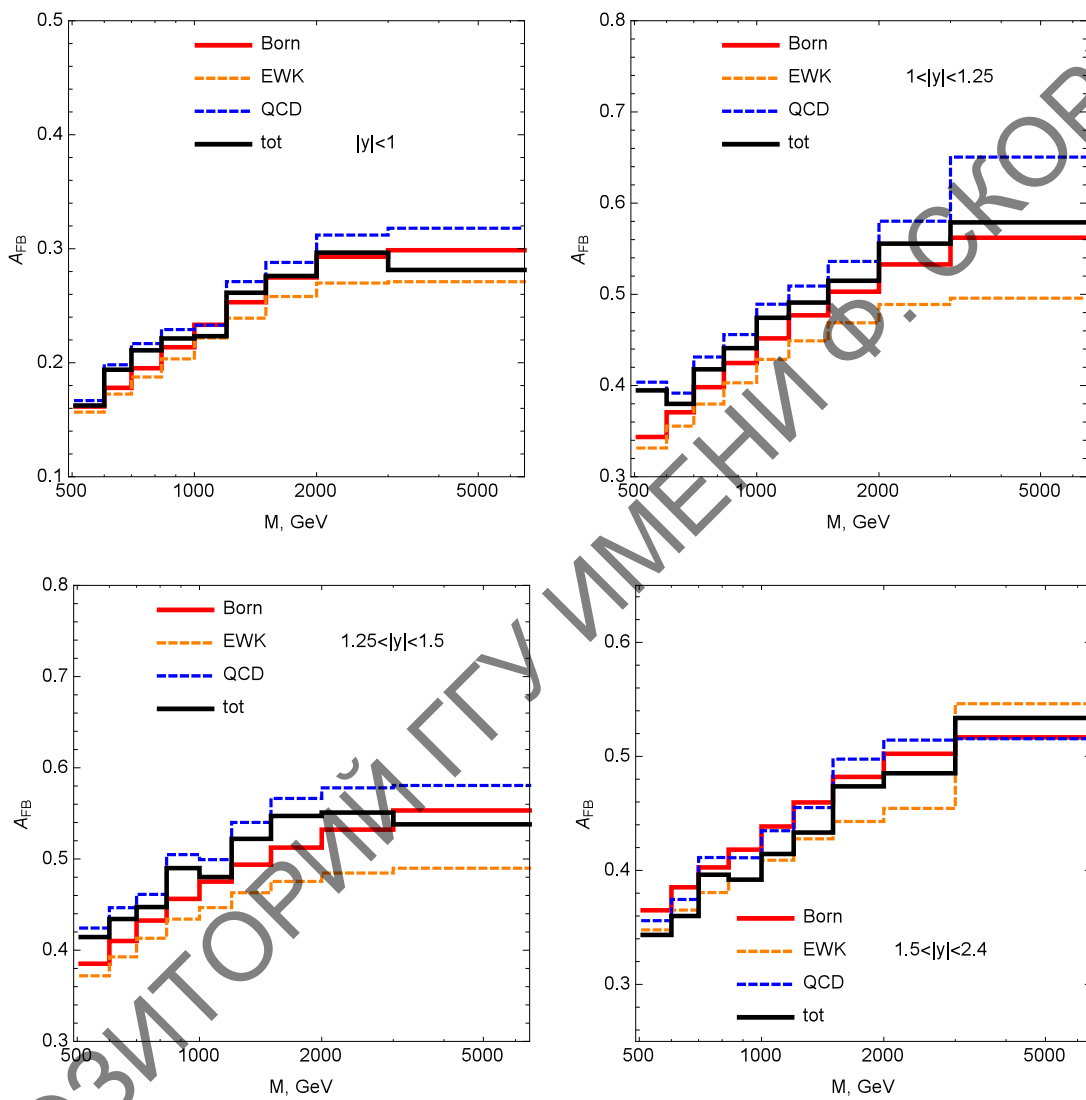 0.5
0.4
0.3
0.2
0.1
A_FB
Born
EWK
QCD
tot
|y|<1
500
1000
2000
5000
M, GeV
0.8
0.7
0.6
0.5
0.4
0.3
A_FB
Born
EWK
QCD
tot
1<|y|<1.25
500
1000
2000
5000
M, GeV
0.8
0.7
0.6
0.5
0.4
0.3
A_FB
Born
EWK
QCD
tot
1.25<|y|<1.5
500
1000
2000
5000
M, GeV
0.6
0.5
0.4
0.3
A_FB
Born
EWK
QCD
tot
1.5<|y|<2.4
500
1000
2000
5000
M, GeV
ЗИТОРИЙ ГГУ ИМЕНИ Ф. СКОР